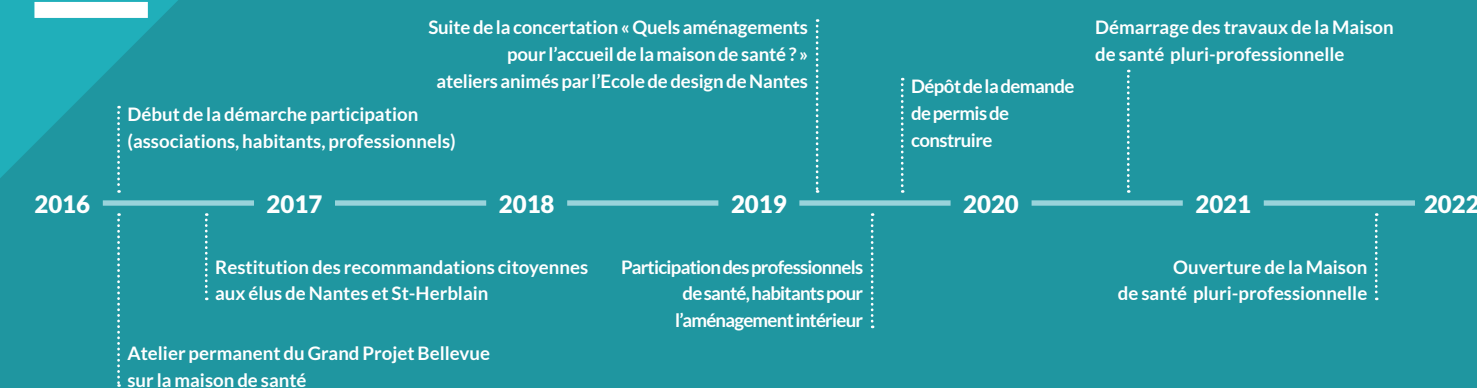 Suite de la concertation « Quels aménagements
pour l’accueil de la maison de santé ? »
ateliers animés par l’Ecole de design de Nantes
Démarrage des travaux de la Maison
de santé pluri-professionnelle
Dépôt de la demande
de permis de
construire
Début de la démarche participation
(associations, habitants, professionnels)
2016 2017 2018 2019 2020 2021 2022
Restitution des recommandations citoyennes
aux élus de Nantes et St-Herblain
Participation des professionnels
de santé, habitants pour
l’aménagement intérieur
Ouverture de la Maison
de santé pluri-professionnelle
Atelier permanent du Grand Projet Bellevue
sur la maison de santé